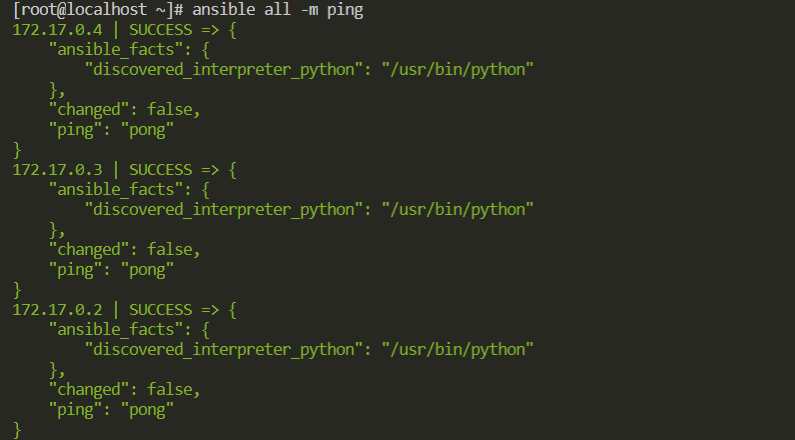 [root@localhost ~]# ansible all -m ping
172.17.0.4 | SUCCESS => {
    "ansible_facts": {
        "discovered_interpreter_python": "/usr/bin/python"
    },
    "changed": false,
    "ping": "pong"
}
172.17.0.3 | SUCCESS => {
    "ansible_facts": {
        "discovered_interpreter_python": "/usr/bin/python"
    },
    "changed": false,
    "ping": "pong"
}
172.17.0.2 | SUCCESS => {
    "ansible_facts": {
        "discovered_interpreter_python": "/usr/bin/python"
    },
    "changed": false,
    "ping": "pong"
}